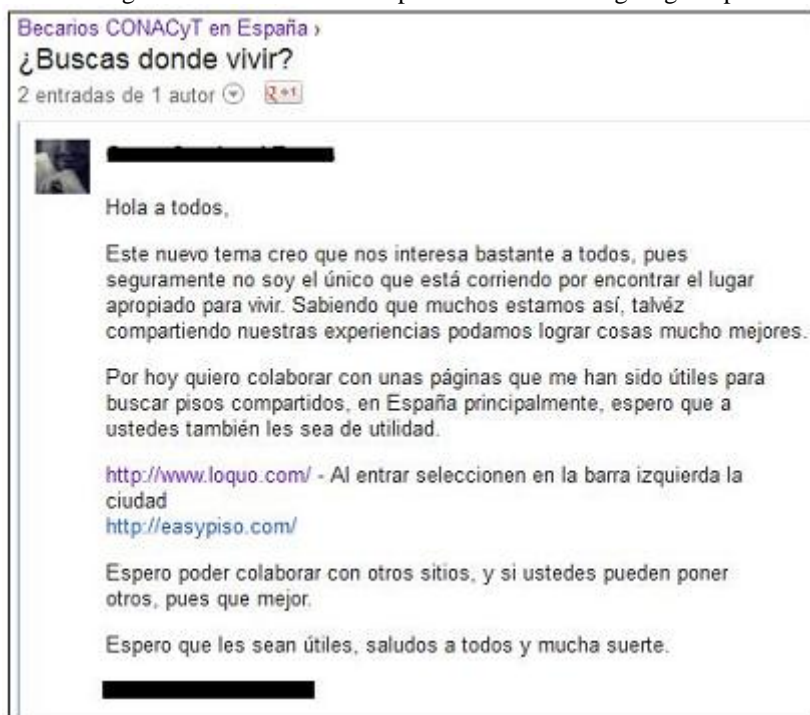 Becarios CONACyT en España ›
¿Buscas donde vivir?
2 entradas de 1 autor
Hola a todos,
Este nuevo tema creo que nos interesa bastante a todos, pues
seguramente no soy el único que está corriendo por encontrar el lugar
apropiado para vivir. Sabiendo que muchos estamos así, talvéz
compartiendo nuestras experiencias podamos lograr cosas mucho mejores.
Por hoy quiero colaborar con unas páginas que me han sido útiles para
buscar pisos compartidos, en España principalmente, espero que a
ustedes también les sea de utilidad.
http://www.loquo.com/ - Al entrar seleccionen en la barra izquierda la
ciudad
http://easypiso.com/
Espero poder colaborar con otros sitios, y si ustedes pueden poner
otros, pues que mejor.
Espero que les sean útiles, saludos a todos y mucha suerte.